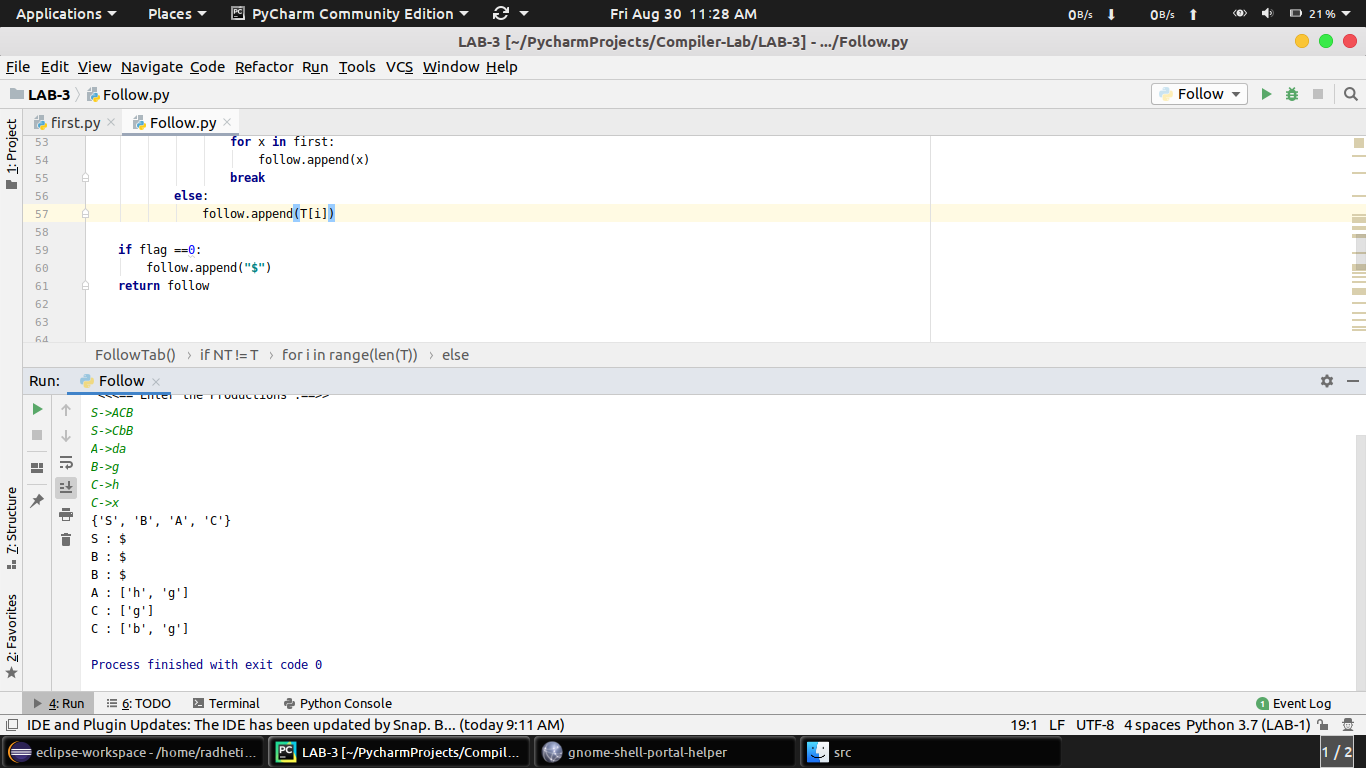 Applications Places PyCharm Community Edition Fri Aug 30 11:28 AM 0B/s 0B/s 21%
LAB-3 [~/PycharmProjects/Compiler-Lab/LAB-3] - .../Follow.py
File Edit View Navigate Code Refactor Run Tools VCS Window Help
LAB-3 Follow.py Follow
first.py Follow.py
1: Project
53 for x in first:
54 follow.append(x)
55 break
56 else:
57 follow.append(T[i])
58
59 if flag ==0:
60 follow.append("$")
61 return follow
62
63
64
FollowTab() › if NT != T › for i in range(len(T)) › else
Run: Follow
<<<== Enter the Productions :==>>
S->ACB
S->CbB
A->da
B->g
C->h
C->x
{'S', 'B', 'A', 'C'}
S : $
B : $
B : $
A : ['h', 'g']
C : ['g']
C : ['b', 'g']
Process finished with exit code 0
7: Structure
2: Favorites
4: Run 6: TODO Terminal Python Console 1 Event Log
IDE and Plugin Updates: The IDE has been updated by Snap. B... (today 9:11 AM) 19:1 LF UTF-8 4 spaces Python 3.7 (LAB-1)
eclipse-workspace - /home/radheti... PC LAB-3 [~/PycharmProjects/Compil... gnome-shell-portal-helper src 1 / 2